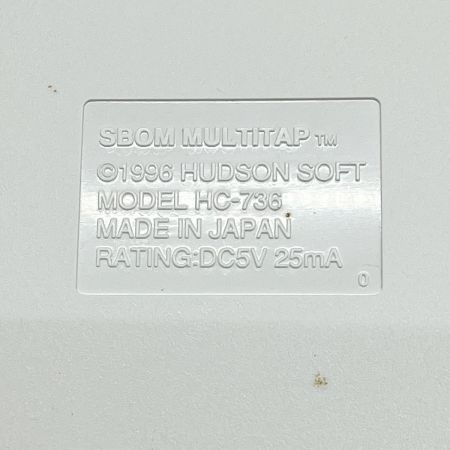 SBOM MULTITAP TM
©1996 HUDSON SOFT
MODEL HC-736
MADE IN JAPAN
RATING:DC5V 25mA
0